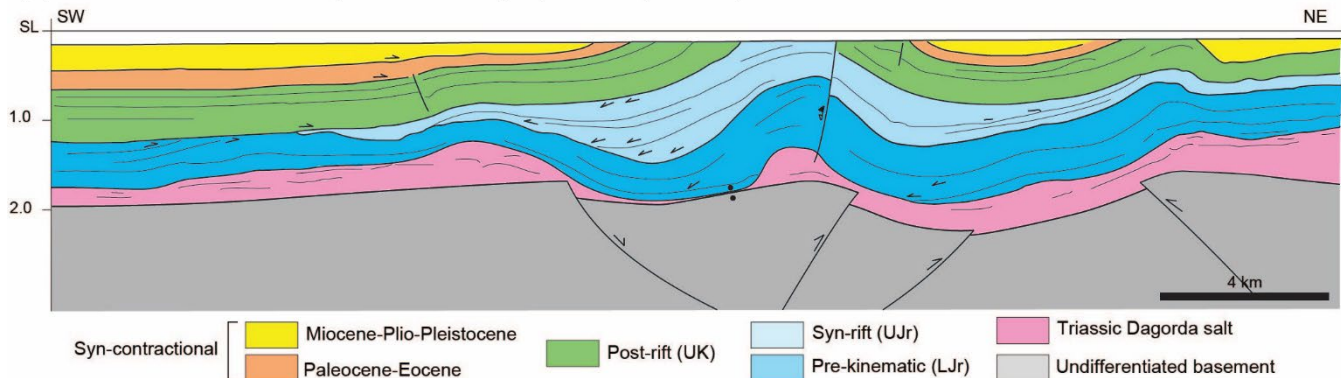 SW NE
SL
1.0
2.0
4 km
Syn-contractional
Miocene-Plio-Pleistocene
Paleocene-Eocene
Post-rift (UK)
Syn-rift (UJr)
Pre-kinematic (LJr)
Triassic Dagorda salt
Undifferentiated basement